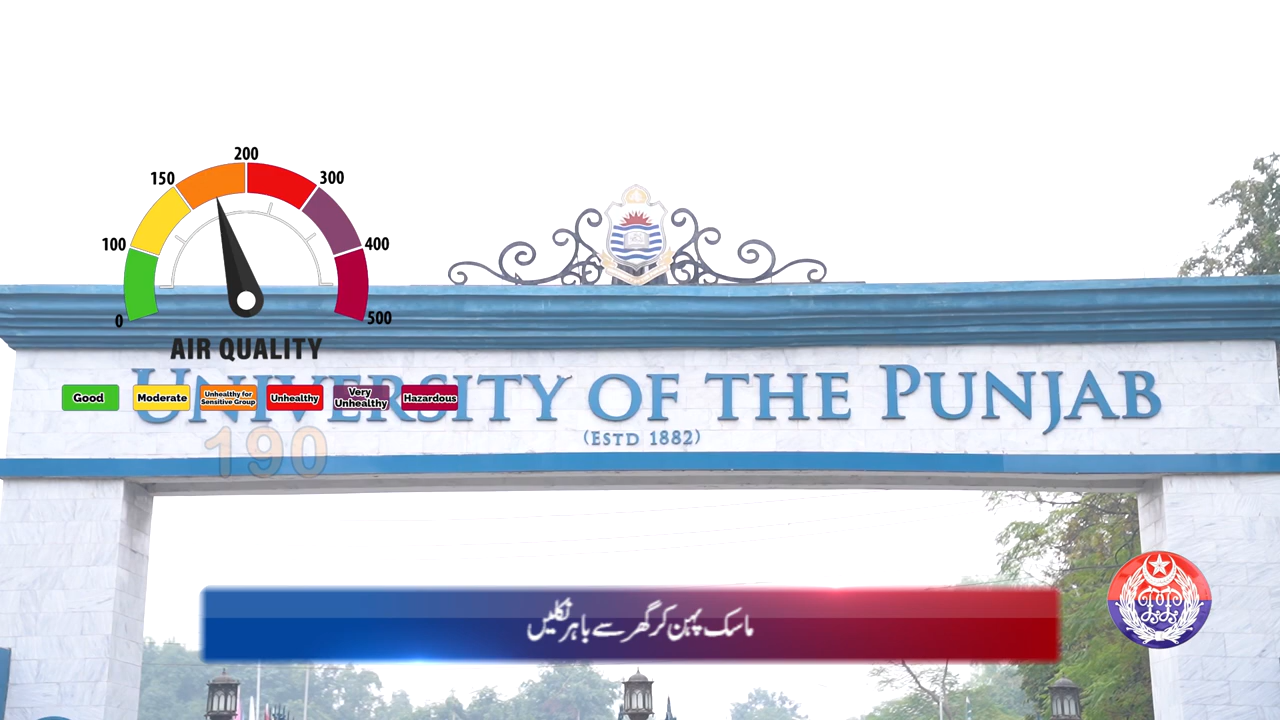 200
150
300
100
400
0
500
AIR QUALITY
Good
Moderate
Unhealthy for
Sensitive Group
Unhealthy
Very
Unhealthy
Hazardous
UNIVERSITY OF THE PUNJAB
(ESTD 1882)
190
ماسک پہن کر گھر سے باہر نکلیں